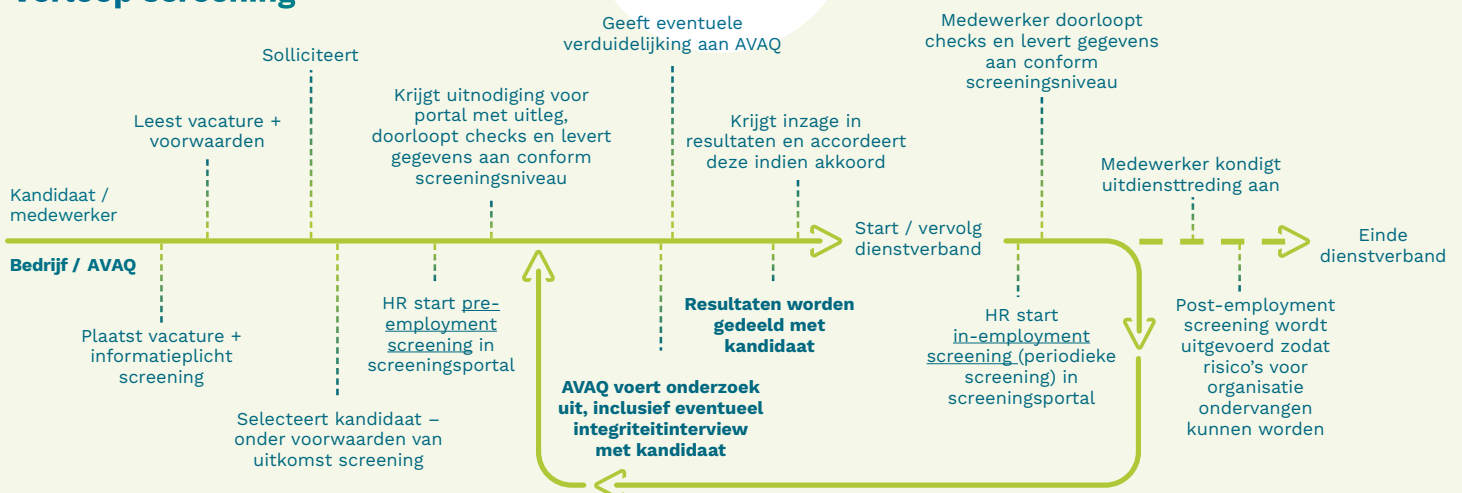 Verloop screening
Kandidaat /
medewerker
Leest vacature +
voorwaarden
Solliciteert
Krijgt uitnodiging voor
portal met uitleg,
doorloopt checks en levert
gegevens aan conform
screeningsniveau
Geeft eventuele
verduidelijking aan AVAQ
Krijgt inzage in
resultaten en accordeert
deze indien akkoord
Start / vervolg
dienstverband
Medewerker doorloopt
checks en levert gegevens
aan conform
screeningsniveau
Medewerker kondigt
uitdiensttreding aan
Einde
dienstverband
Bedrijf / AVAQ
Plaatst vacature +
informatieplicht
screening
Selecteert kandidaat –
onder voorwaarden van
uitkomst screening
HR start pre-
employment
screening in
screeningsportal
AVAQ voert onderzoek
uit, inclusief eventueel
integriteitinterview
met kandidaat
Resultaten worden
gedeeld met
kandidaat
HR start
in-employment
screening (periodieke
screening) in
screeningsportal
Post-employment
screening wordt
uitgevoerd zodat
risico’s voor
organisatie
ondervangen
kunnen worden